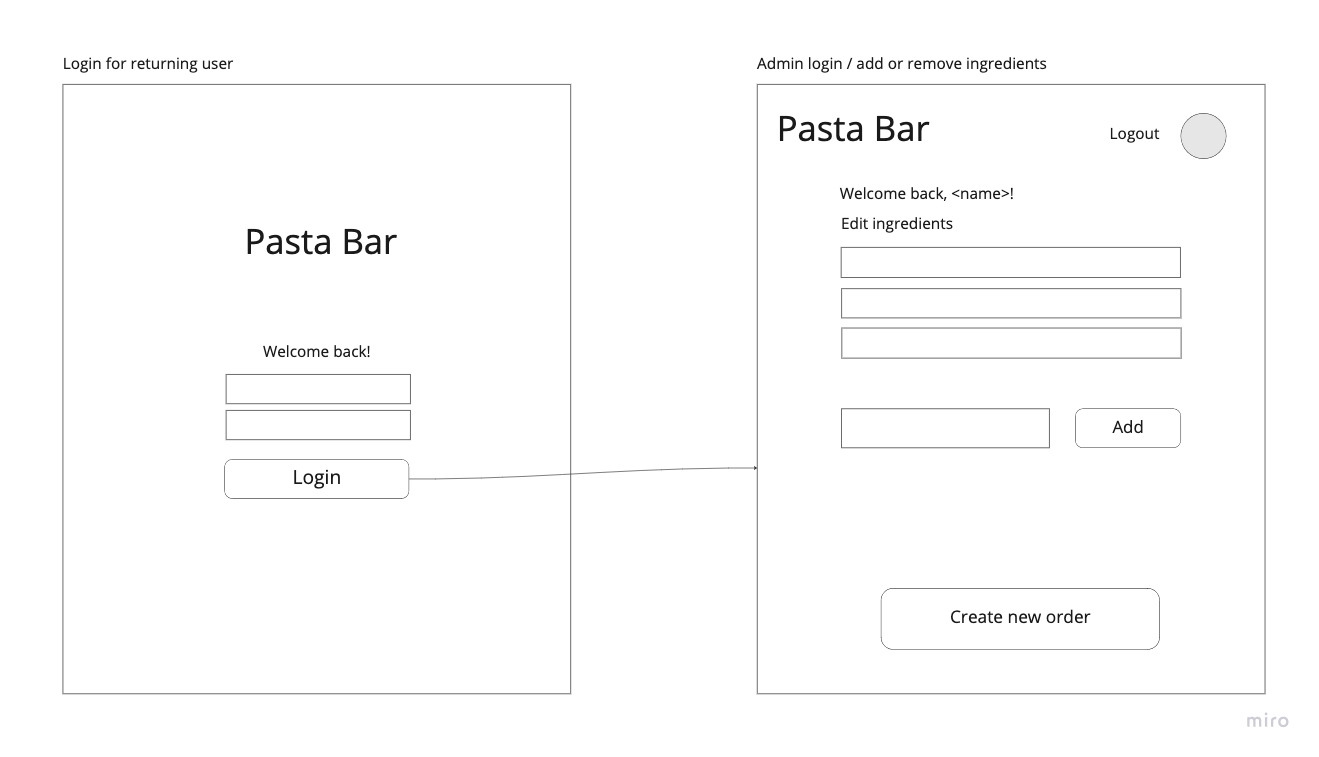 Login for returning user
Pasta Bar
Welcome back!
Login
Admin login / add or remove ingredients
Pasta Bar
Logout
Welcome back, <name>!
Edit ingredients
Add
Create new order
miro